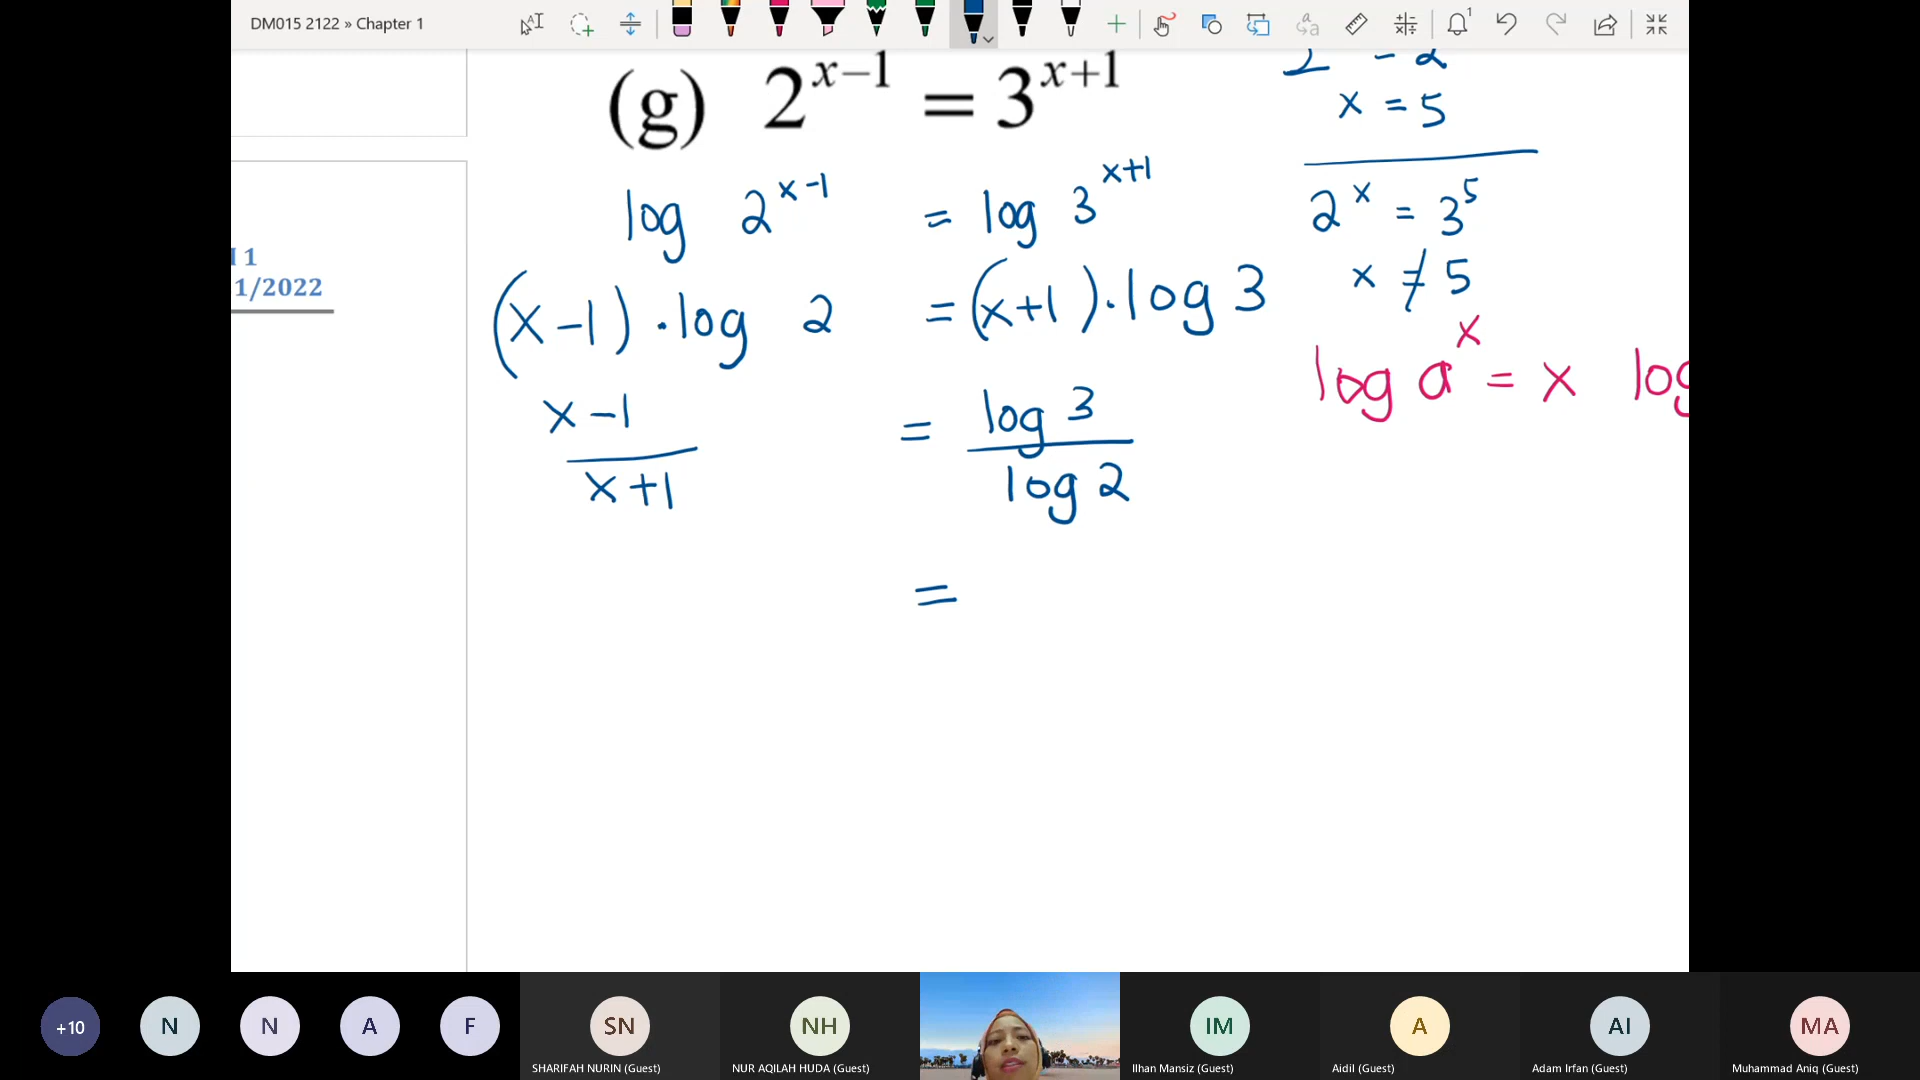 DM015 2122 » Chapter 1
1
(g) 2^{x−1} = 3^{x+1}
x = 5
log 2^{x-1} = log 3^{x+1}
2^x = 3^5
1
1/2022
(x-1) · log 2 = (x+1) · log 3
x ≠ 5
log a^x = x log
x-1 / x+1 = log 3 / log 2
=
+10
N
N
A
F
SN
NH
IM
A
AI
MA
SHARIFAH NURIN (Guest)
NUR AQILAH HUDA (Guest)
Ilhan Mansiz (Guest)
Aidil (Guest)
Adam Irfan (Guest)
Muhammad Aniq (Guest)